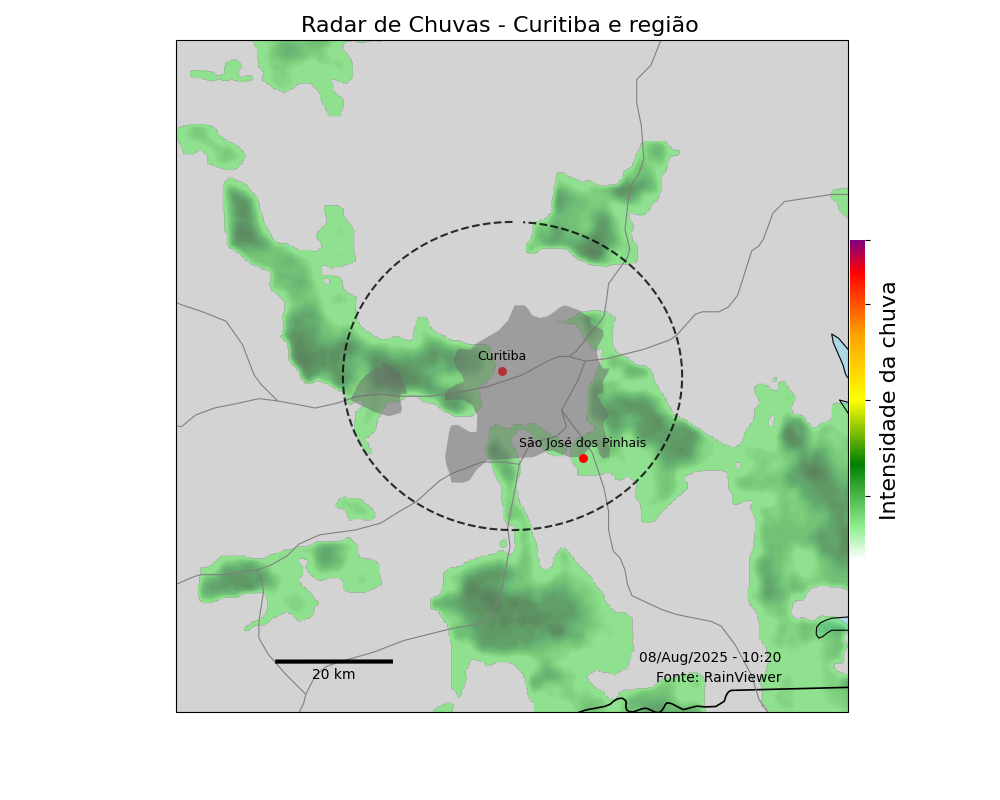 Radar de Chuvas - Curitiba e região
Curitiba
São José dos Pinhais
Intensidade da chuva
20 km
08/Aug/2025 - 10:20
Fonte: RainViewer